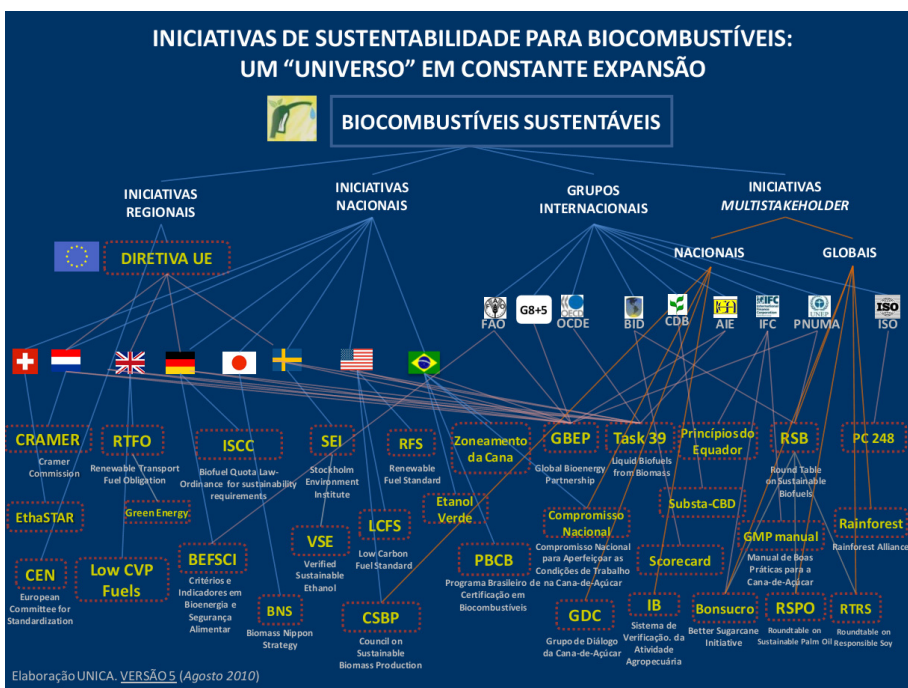 INICIATIVAS DE SUSTENTABILIDADE PARA BIOCOMBUSTÍVEIS:
UM “UNIVERSO” EM CONSTANTE EXPANSÃO
BIOCOMBUSTÍVEIS SUSTENTÁVEIS
INICIATIVAS
REGIONAIS
INICIATIVAS
NACIONAIS
GRUPOS
INTERNACIONAIS
INICIATIVAS
MULTISTAKEHOLDER
NACIONAIS
GLOBAIS
DIRETIVA UE
FAO
G8+5
OECD
OCDE
BID
CDB
AIE
IFC
IFC
UNEP
PNUMA
ISO
ISO
CRAMER
Cramer
Commission
RTFO
Renewable Transport
Fuel Obligation
ISCC
Biofuel Quota Law-
Ordinance for sustainability
requirements
SEI
Stockholm
Environment
Institute
RFS
Renewable
Fuel Standard
Zoneamento
da Cana
GBEP
Global Bioenergy
Partnership
Task 39
Liquid Biofuels
from Biomass
Princípios do
Equador
RSB
Round Table
on Sustainable
Biofuels
PC 248
EthaSTAR
Green Energy
Etanol
Verde
Substa-CBD
LCFS
Low Carbon
Fuel Standard
Compromisso
Nacional
Compromisso Nacional
para Aperfeiçoar as
Condições de Trabalho
na Cana-de-Açúcar
GMP manual
Manual de Boas
Práticas para a
Cana-de-Açúcar
Rainforest
Rainforest Alliance
VSE
Verified
Sustainable
Ethanol
BEFSCI
Critérios e
Indicadores em
Bioenergia e
Segurança
Alimentar
PBCB
Programa Brasileiro de
Certificação em
Biocombustíveis
Scorecard
CEN
European
Committee for
Standardization
Low CVP
Fuels
BNS
Biomass Nippon
Strategy
CSBP
Council on
Sustainable
Biomass Production
GDC
Grupo de Diálogo
da Cana-de-Açúcar
IB
Sistema de
Verificação. da
Atividade
Agropecuária
Bonsucro
Better Sugarcane
Initiative
RSPO
Roundtable on
Sustainable Palm Oil
RTRS
Roundtable on
Responsible Soy
Elaboração UNICA. VERSÃO 5 (Agosto 2010)